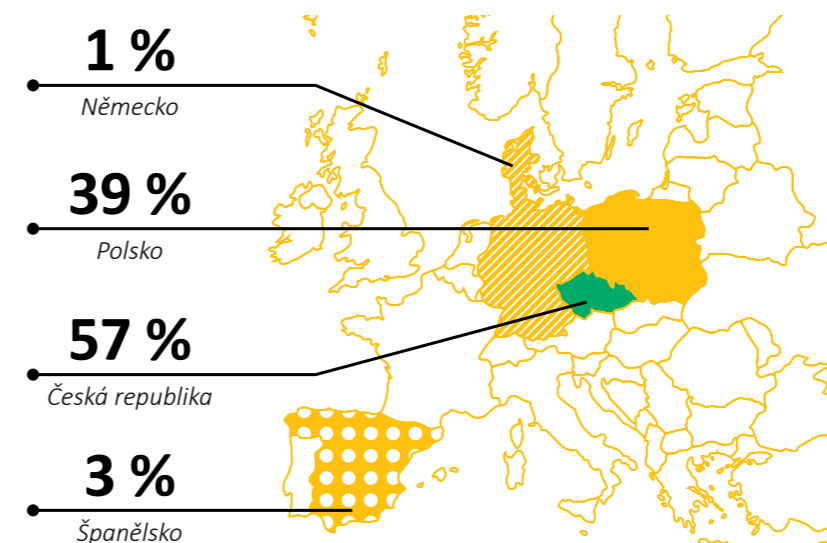 1 %
Německo
39 %
Polsko
57 %
Česká republika
3 %
Španělsko